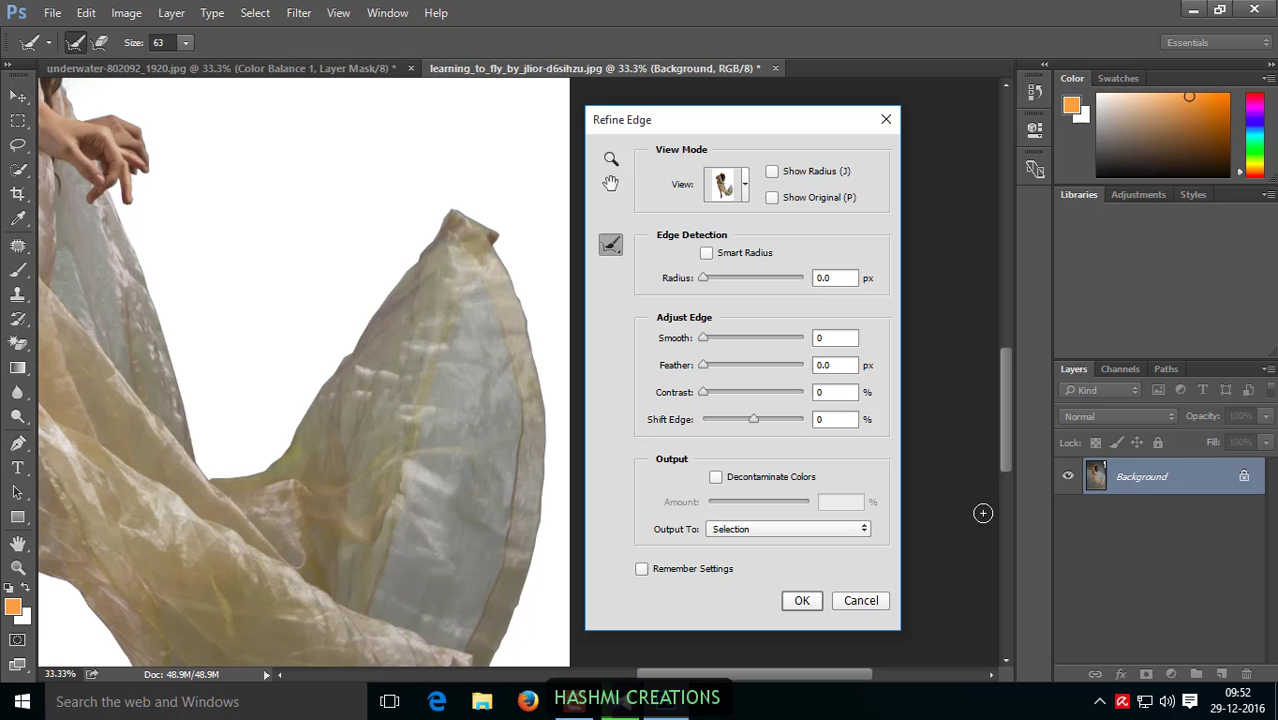 Ps File Edit Image Layer Type Select Filter View Window Help
Size: 63 Essentials
underwater-802092_1920.jpg @ 33.3% (Color Balance 1, Layer Mask/8) * × learning_to_fly_by_jlior-d6sihzu.jpg @ 33.3% (Background, RGB/8) * ×
Color Swatches
Refine Edge
View Mode
View: Show Radius (J)
Show Original (P)
Libraries Adjustments Styles
Edge Detection
Smart Radius
Radius: 0.0 px
Adjust Edge
Smooth: 0
Feather: 0.0 px
Contrast: 0 %
Shift Edge: 0 %
Layers Channels Paths
Kind
Normal Opacity: 100%
Lock: Fill: 100%
Background
Output
Decontaminate Colors
Amount: %
Output To: Selection
Remember Settings
OK Cancel
33.33% Doc: 48.9M/48.9M
Search the web and Windows
HASHMI CREATIONS
09:52
29-12-2016